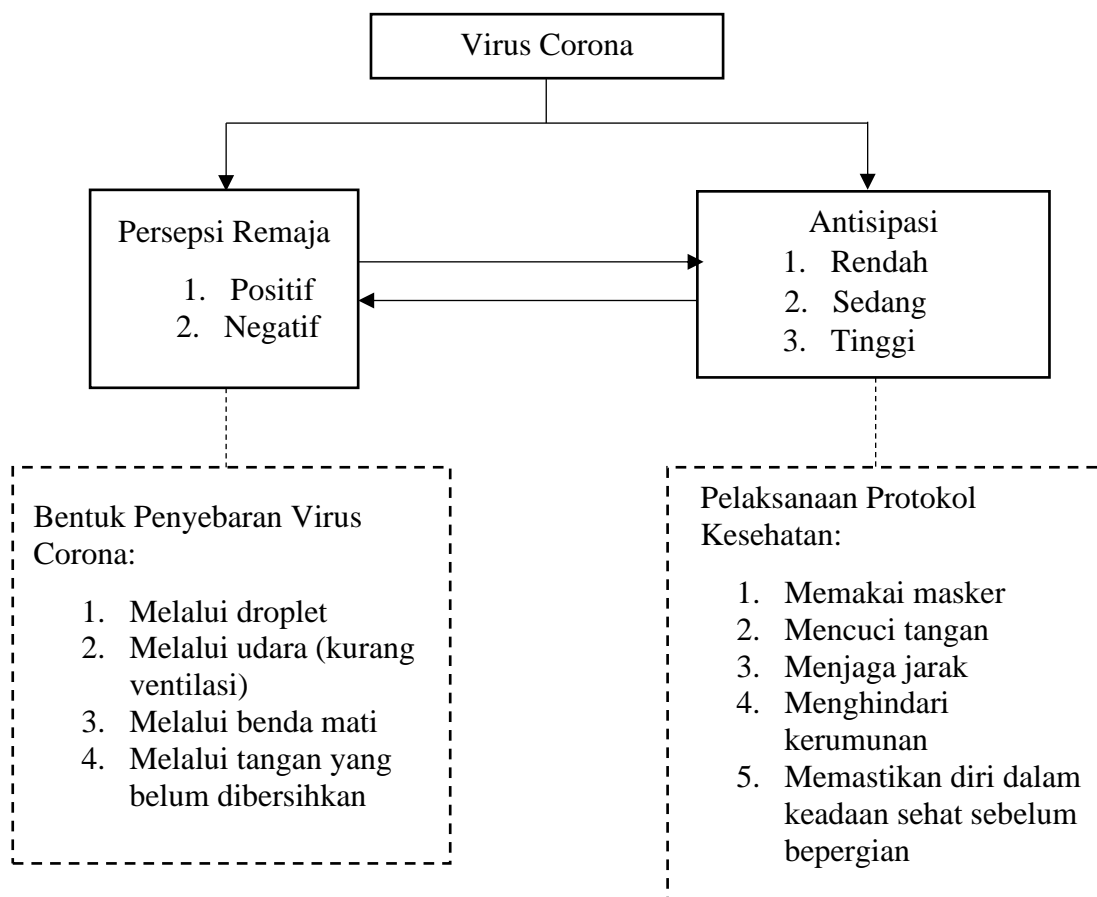 Virus Corona
Persepsi Remaja
1. Positif
2. Negatif
Antisipasi
1. Rendah
2. Sedang
3. Tinggi
Bentuk Penyebaran Virus
Corona:
1. Melalui droplet
2. Melalui udara (kurang
ventilasi)
3. Melalui benda mati
4. Melalui tangan yang
belum dibersihkan
Pelaksanaan Protokol
Kesehatan:
1. Memakai masker
2. Mencuci tangan
3. Menjaga jarak
4. Menghindari
kerumunan
5. Memastikan diri dalam
keadaan sehat sebelum
bepergian